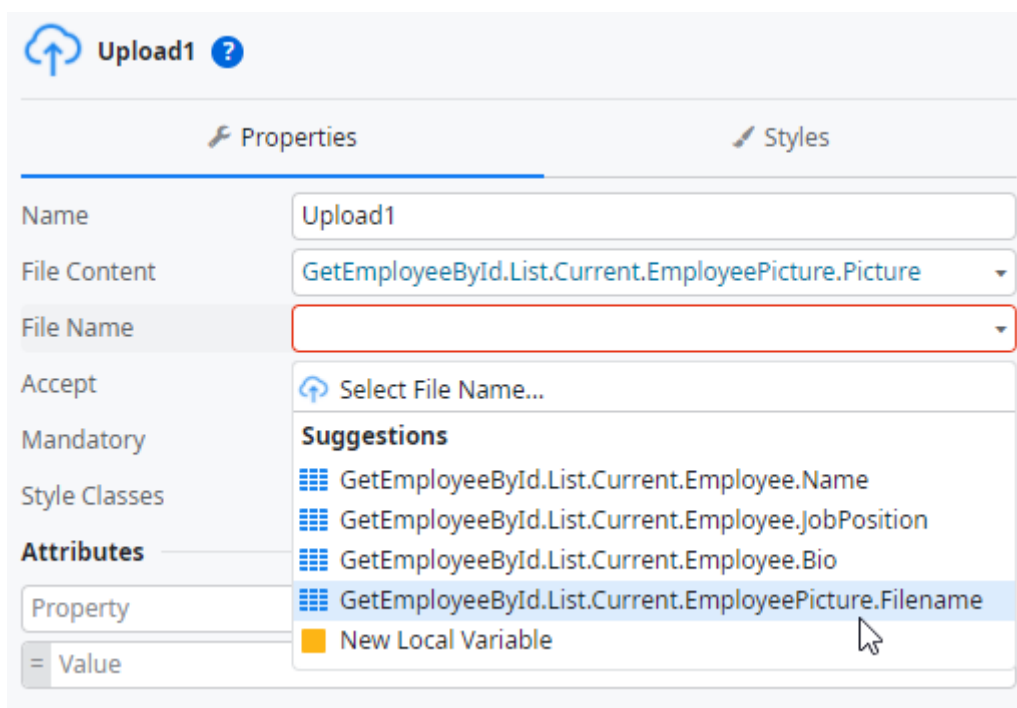 Upload1 ?
Properties Styles
Name Upload1
File Content GetEmployeeById.List.Current.EmployeePicture.Picture
File Name
Accept Select File Name...
Suggestions
Mandatory
GetEmployeeById.List.Current.Employee.Name
Style Classes
GetEmployeeById.List.Current.Employee.JobPosition
Attributes GetEmployeeById.List.Current.Employee.Bio
Property GetEmployeeById.List.Current.EmployeePicture.Filename
New Local Variable
= Value